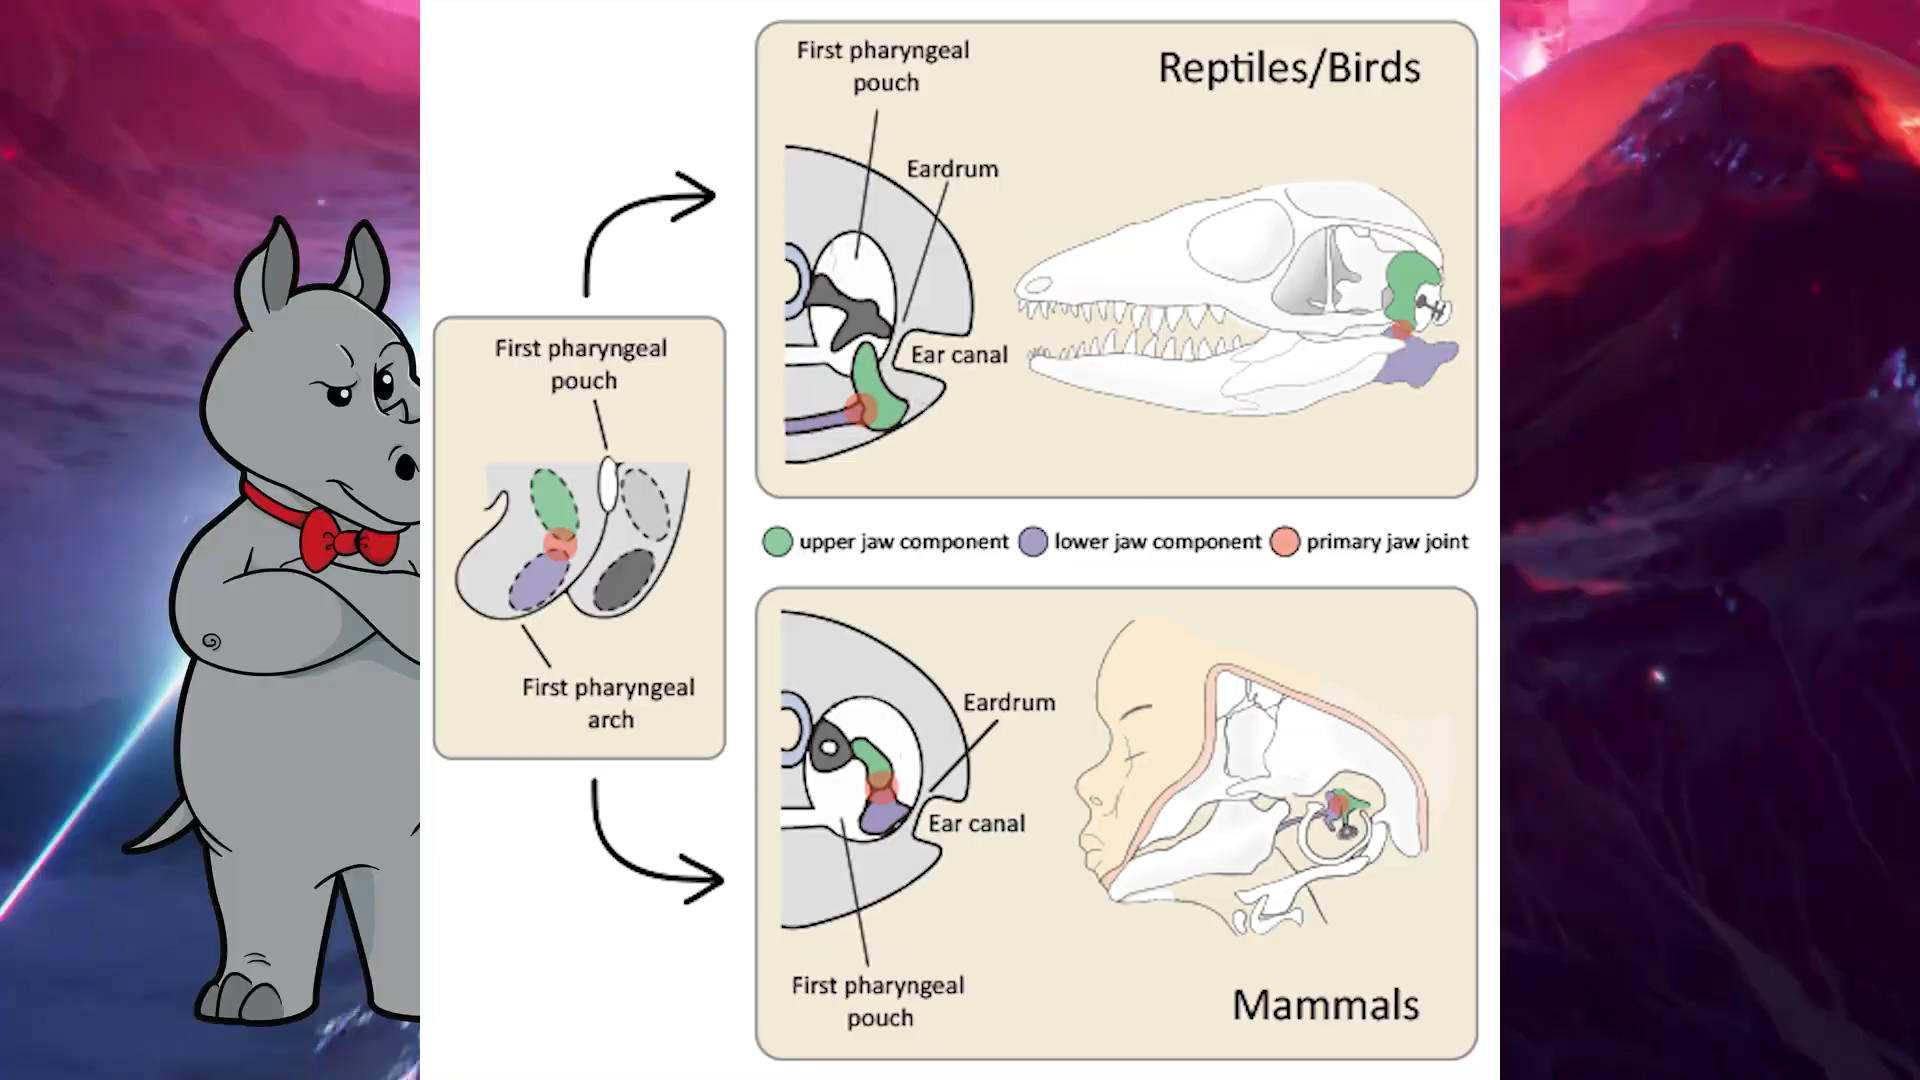 First pharyngeal
pouch
Reptiles/Birds
Eardrum
Ear canal
First pharyngeal
pouch
First pharyngeal
arch
upper jaw component
lower jaw component
primary jaw joint
Eardrum
Ear canal
First pharyngeal
pouch
Mammals